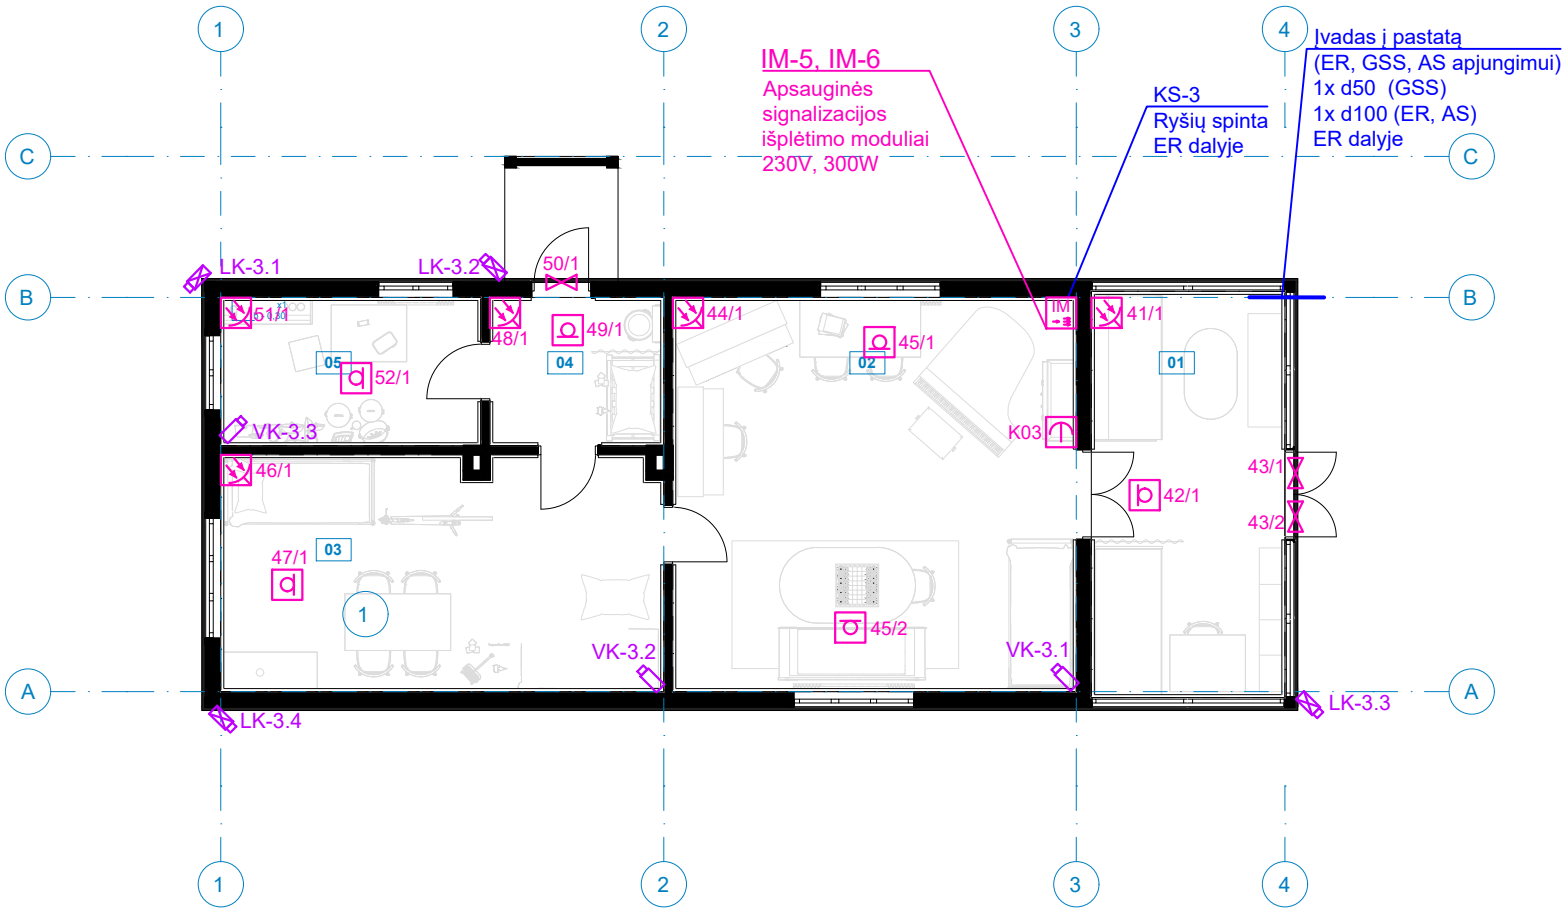 1
2
3
4
Įvadas į pastatą
(ER, GSS, AS apjungimui)
1x d50 (GSS)
1x d100 (ER, AS)
ER dalyje
IM-5, IM-6
Apsauginės
signalizacijos
išplėtimo moduliai
230V, 300W
KS-3
Ryšių spinta
ER dalyje
C
C
LK-3.1
LK-3.2
50/1
B
B
51/1
48/1
49/1
44/1
45/1
IM
41/1
05
04
02
01
52/1
VK-3.3
K03
46/1
43/1
42/1
43/2
03
47/1
1
45/2
VK-3.2
VK-3.1
A
A
LK-3.4
LK-3.3
1
2
3
4